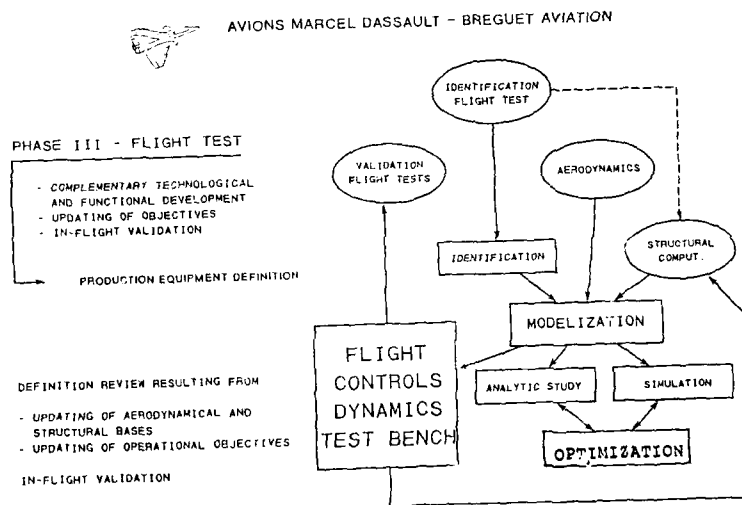 AVIONS MARCEL DASSAULT - BREGUET AVIATION
PHASE III - FLIGHT TEST
- COMPLEMENTARY TECHNOLOGICAL
AND FUNCTIONAL DEVELOPMENT
- UPDATING OF OBJECTIVES
- IN-FLIGHT VALIDATION
PRODUCTION EQUIPMENT DEFINITION
DEFINITION REVIEW RESULTING FROM
- UPDATING OF AERODYNAMICAL AND
STRUCTURAL BASES
- UPDATING OF OPERATIONAL OBJECTIVES
IN-FLIGHT VALIDATION
IDENTIFICATION
FLIGHT TEST
VALIDATION
FLIGHT TESTS
AERODYNAMICS
IDENTIFICATION
STRUCTURAL
COMPUT.
MODELIZATION
FLIGHT
CONTROLS
DYNAMICS
TEST BENCH
ANALYTIC STUDY
SIMULATION
OPTIMIZATION